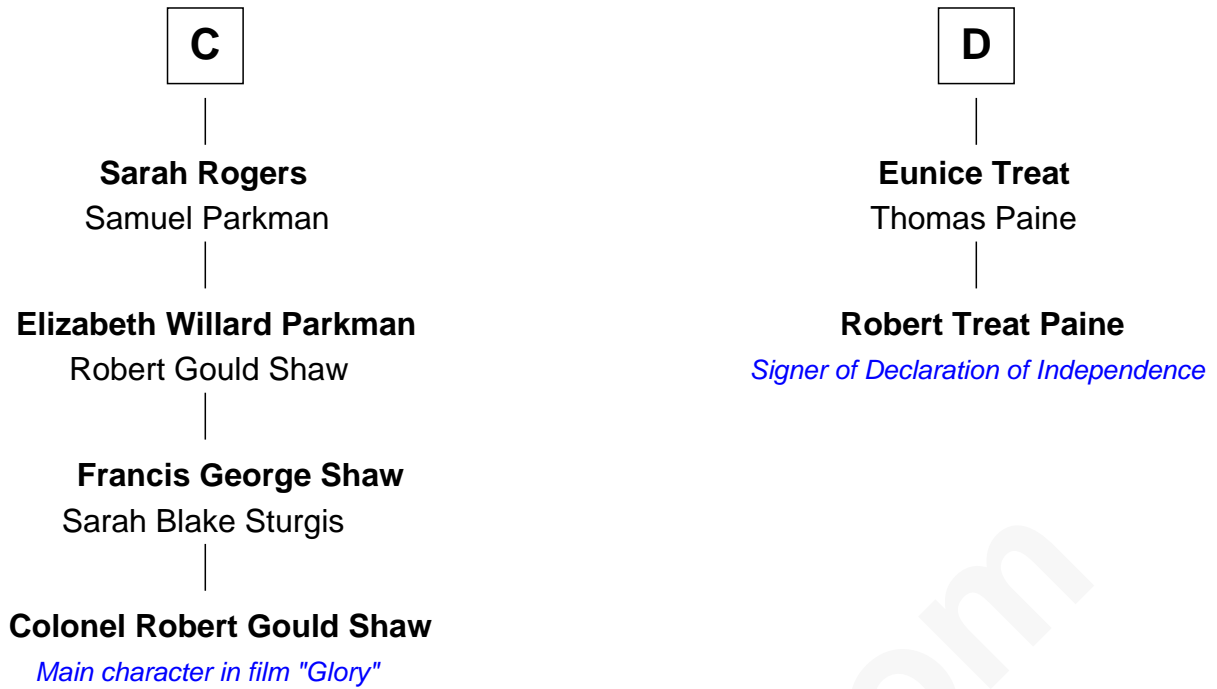 C
Sarah Rogers
Samuel Parkman
Elizabeth Willard Parkman
Robert Gould Shaw
Francis George Shaw
Sarah Blake Sturgis
Colonel Robert Gould Shaw
Main character in film "Glory"
D
Eunice Treat
Thomas Paine
Robert Treat Paine
Signer of Declaration of Independence
om